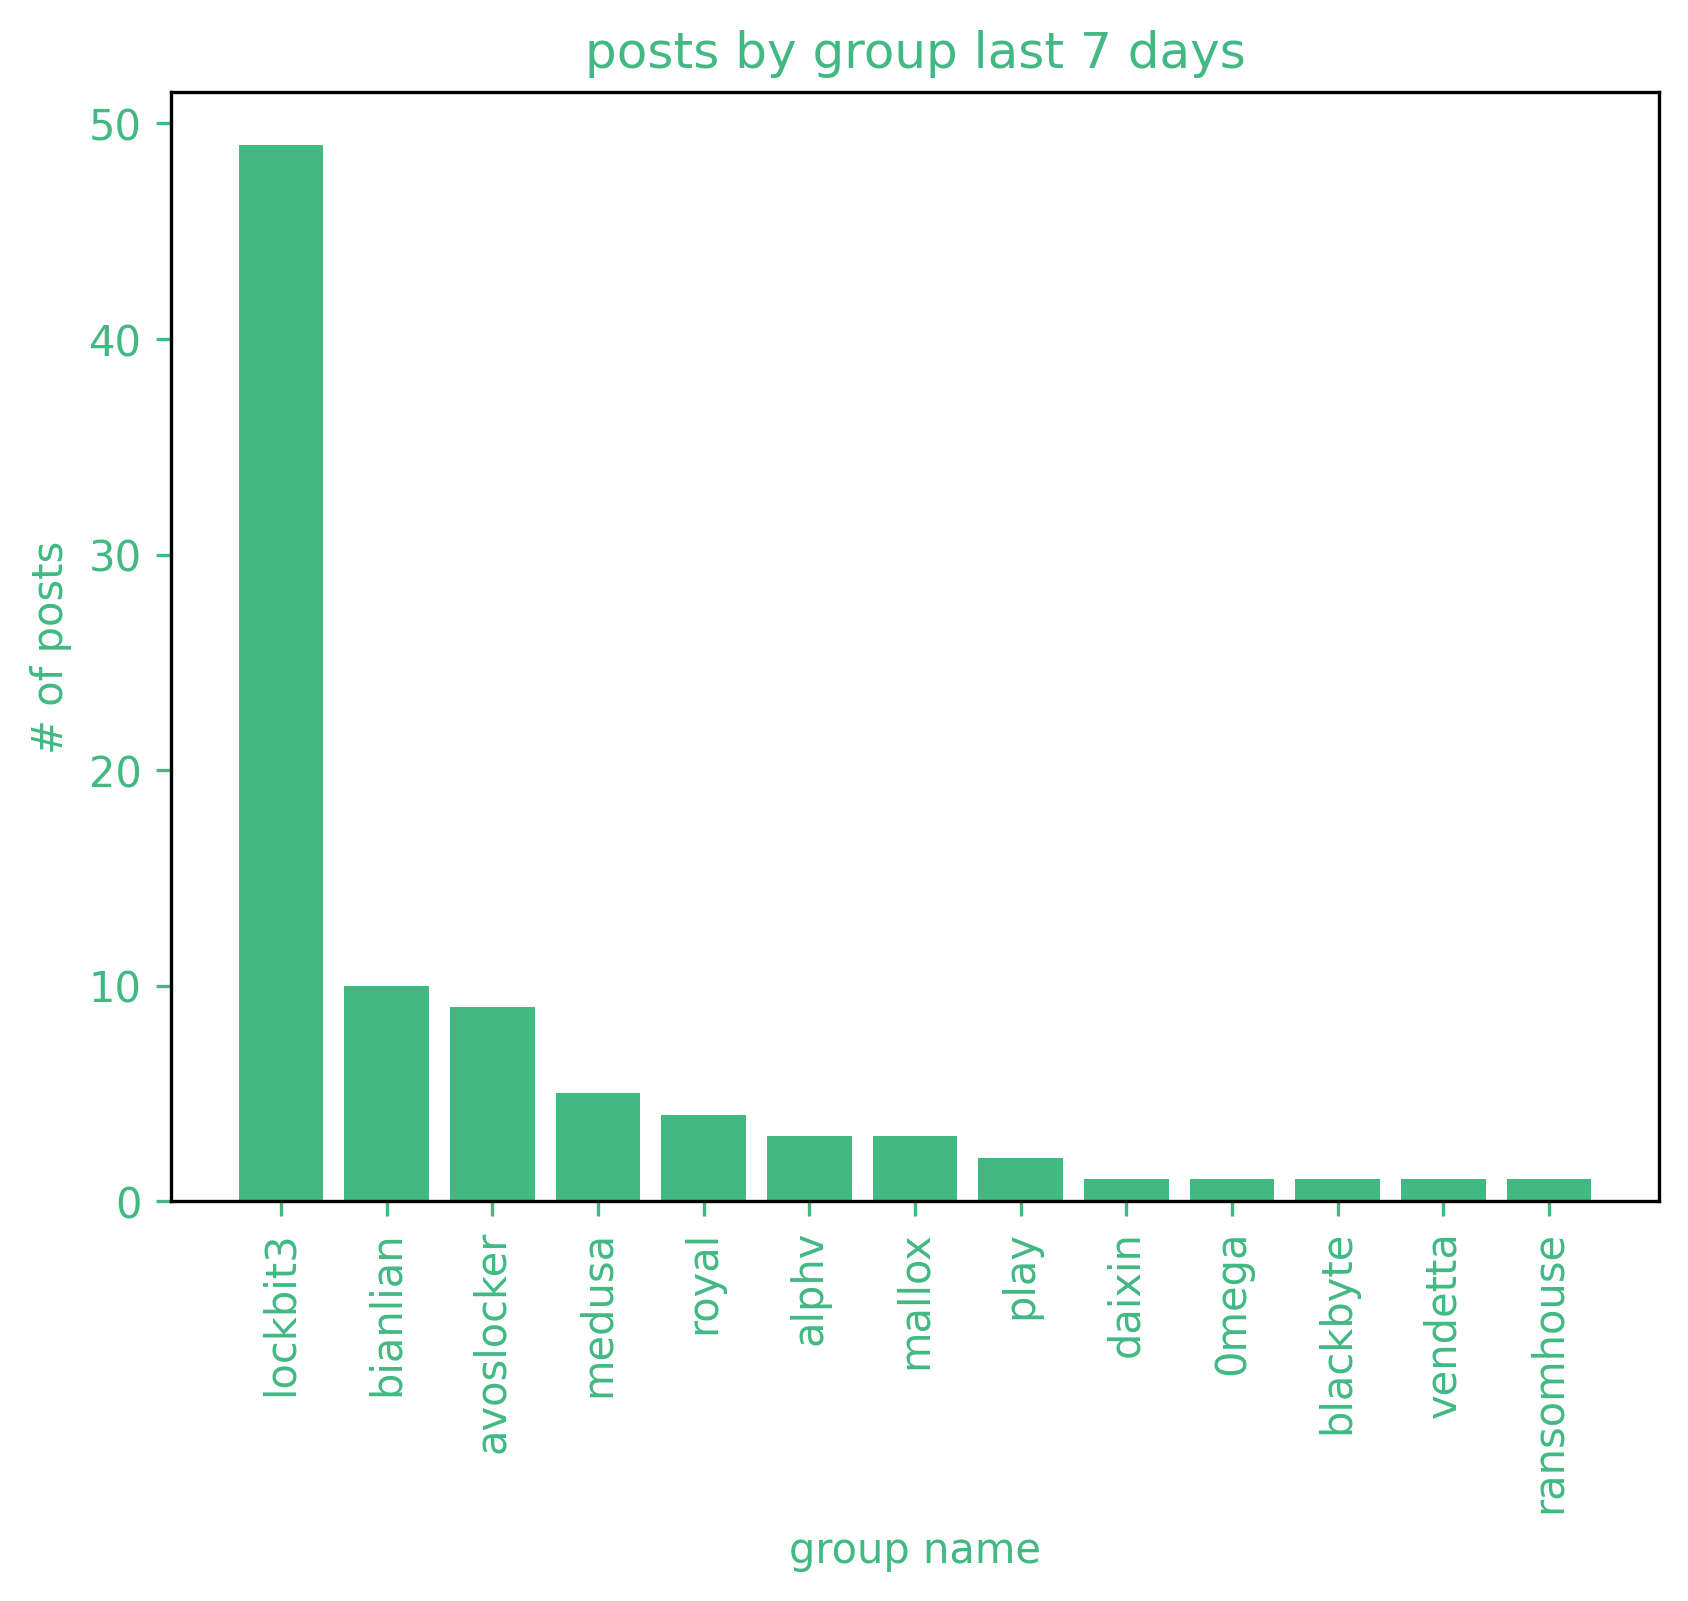 posts by group last 7 days
# of posts
50
40
30
20
10
0
lockbit3
bianlian
avoslocker
medusa
royal
alphv
mallox
play
daixin
0mega
blackbyte
vendetta
ransomhouse
group name